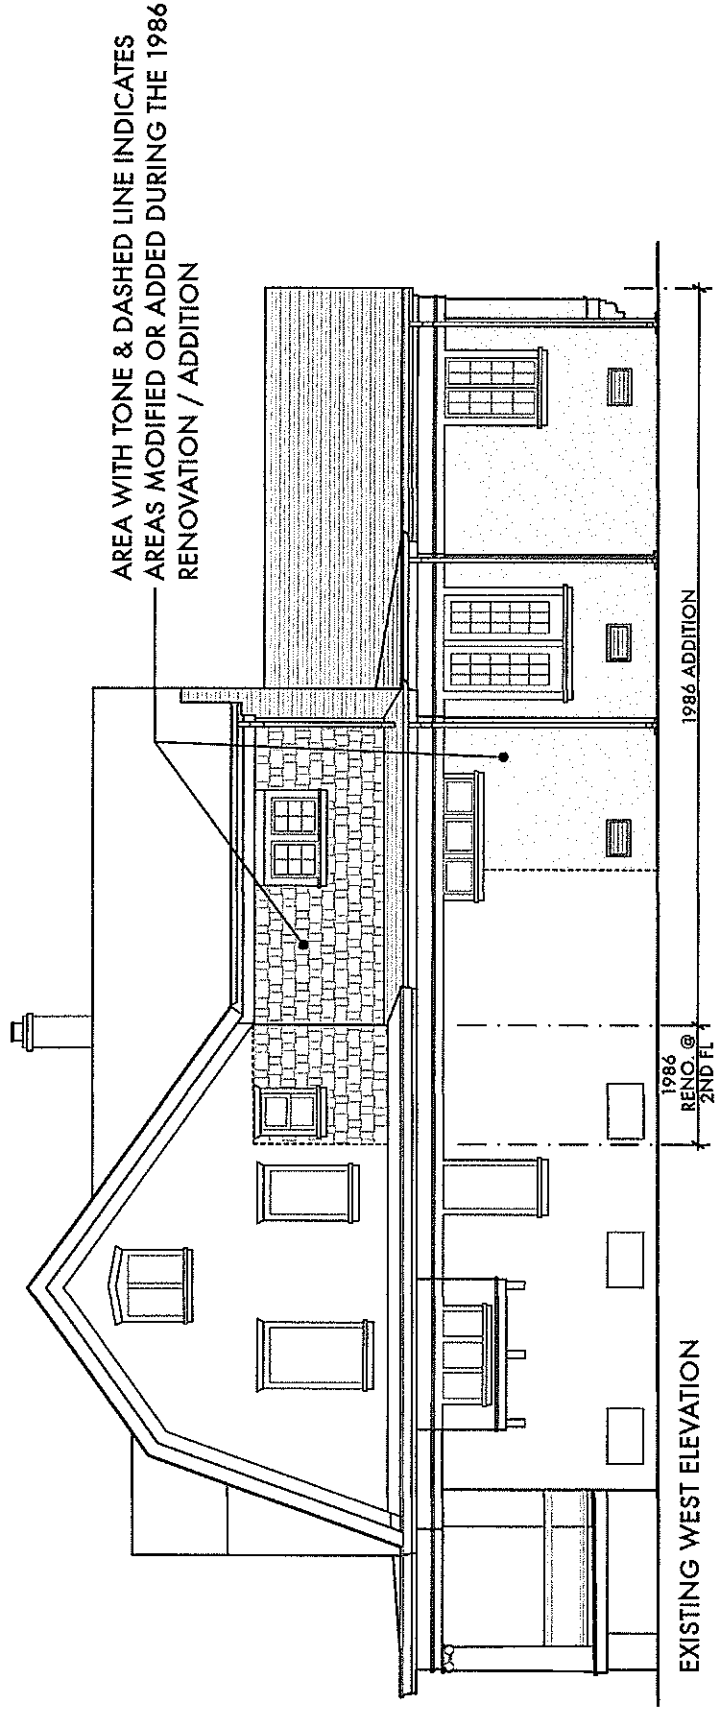 AREA WITH TONE & DASHED LINE INDICATES
AREAS MODIFIED OR ADDED DURING THE 1986
RENOVATION / ADDITION
1986
RENO. @
2ND FL
1986 ADDITION
EXISTING WEST ELEVATION